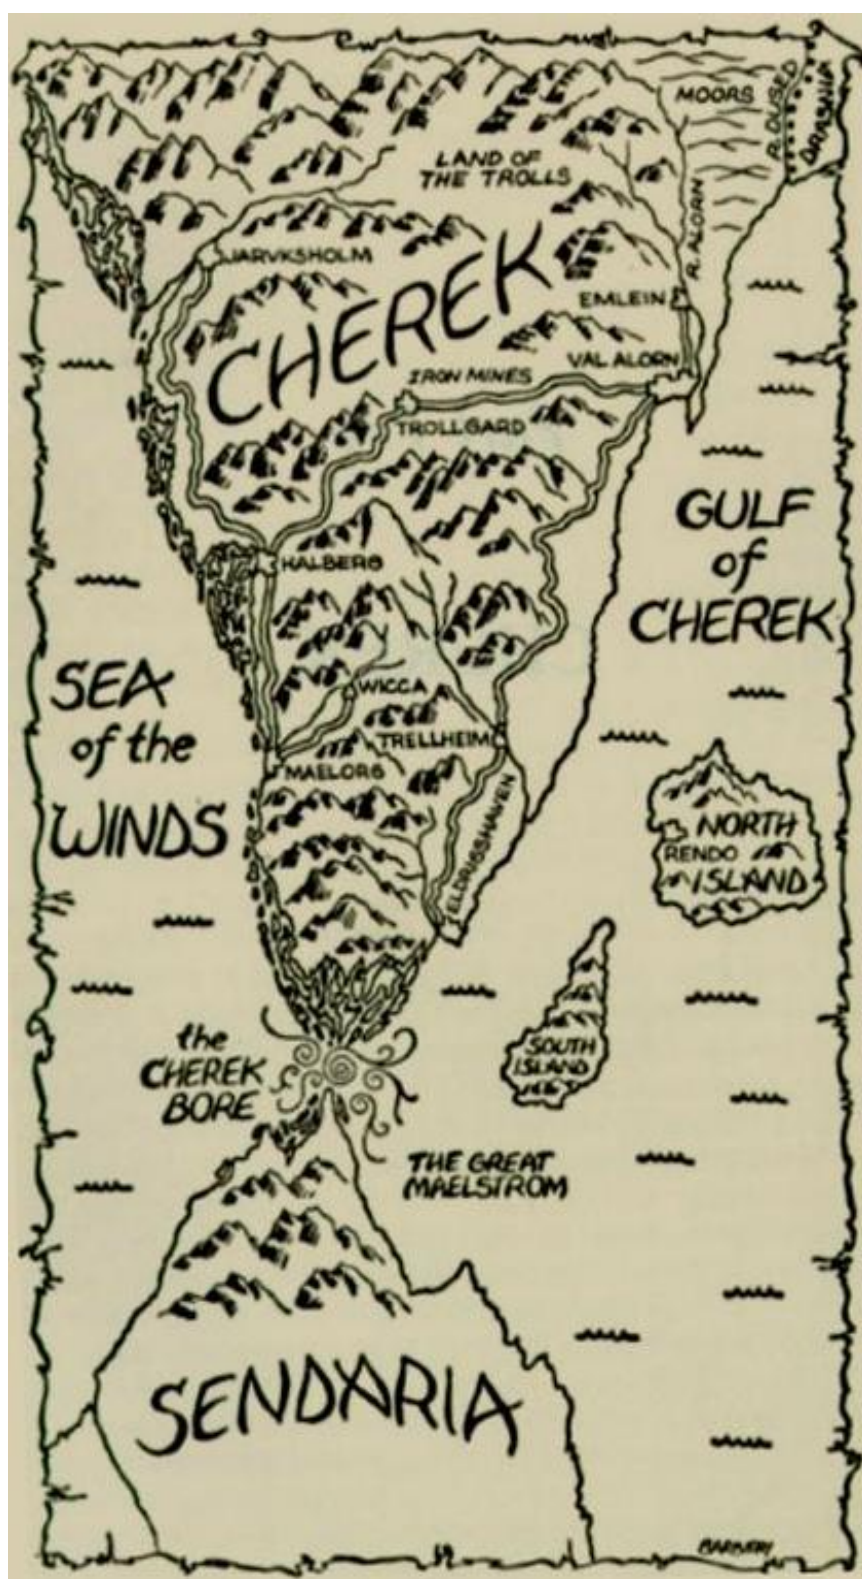 MOORS
R. DUSED
DRASNIA
LAND OF
THE TROLLS
R. ALORN
JARVKSHOLM
CHEREK
EMLEIN
VAL ALORN
IRON MINES
TROLLGARD
GULF
of
CHEREK
HALBERG
SEA
of the
WINDS
WICCA
TRELLHEIM
MAELORG
ELDRIGSHAVEN
NORTH
RENDO
ISLAND
the
CHEREK
BORE
SOUTH
ISLAND
THE GREAT
MAELSTROM
SENDARIA